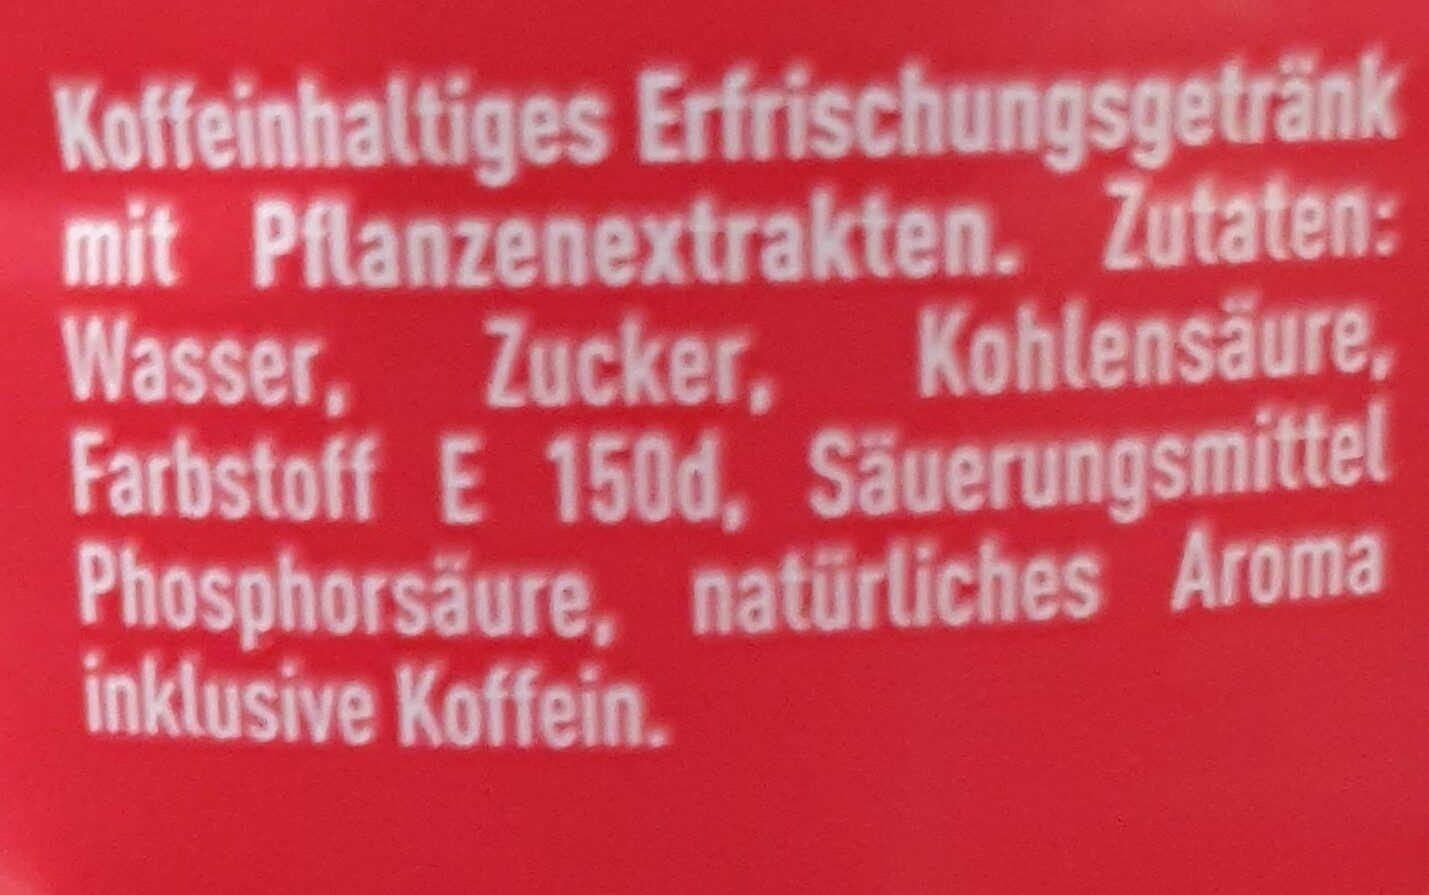 Koffeinhaltiges Erfrischungsgetränk
mit Pflanzenextrakten. Zutaten:
Wasser, Zucker, Kohlensäure,
Farbstoff E 150d, Säuerungsmittel
Phosphorsäure, natürliches Aroma
inklusive Koffein.